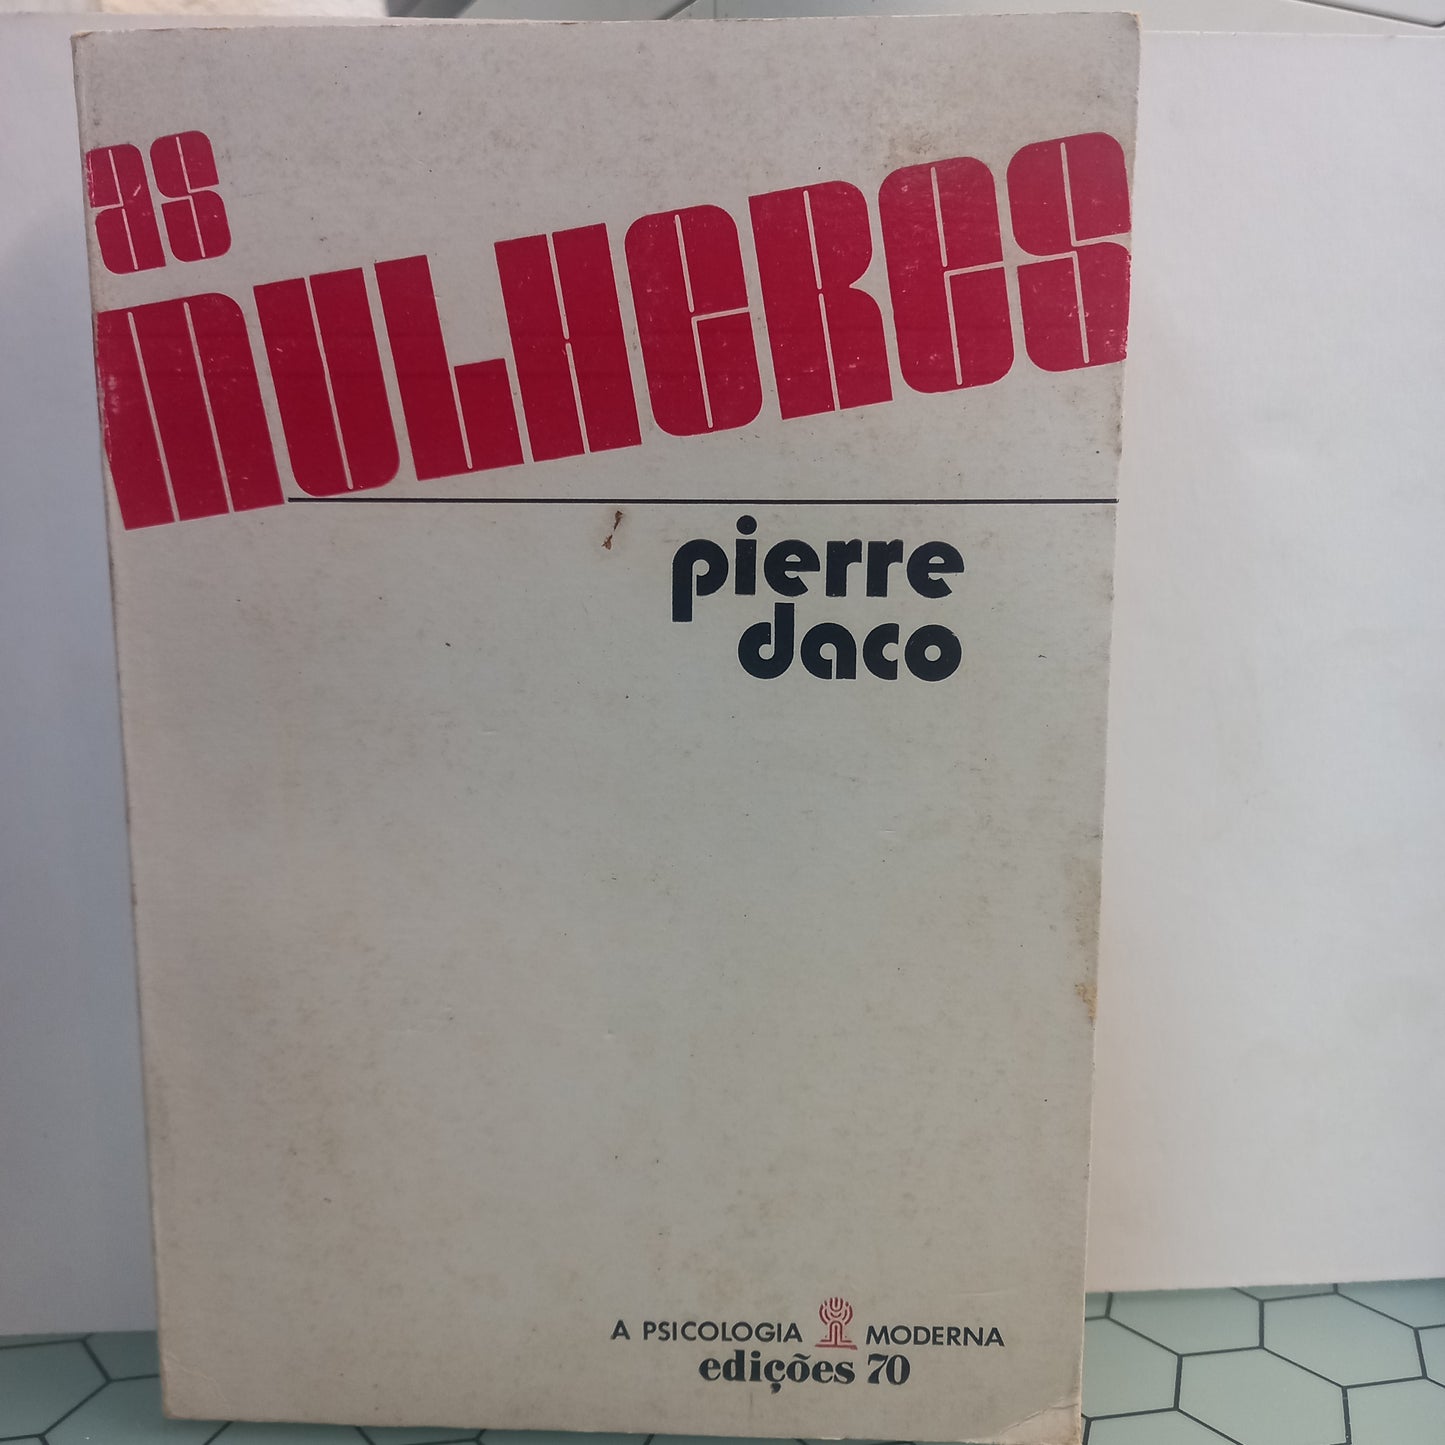 as
mulheres
pierre
daco
A PSICOLOGIA MODERNA
edições 70